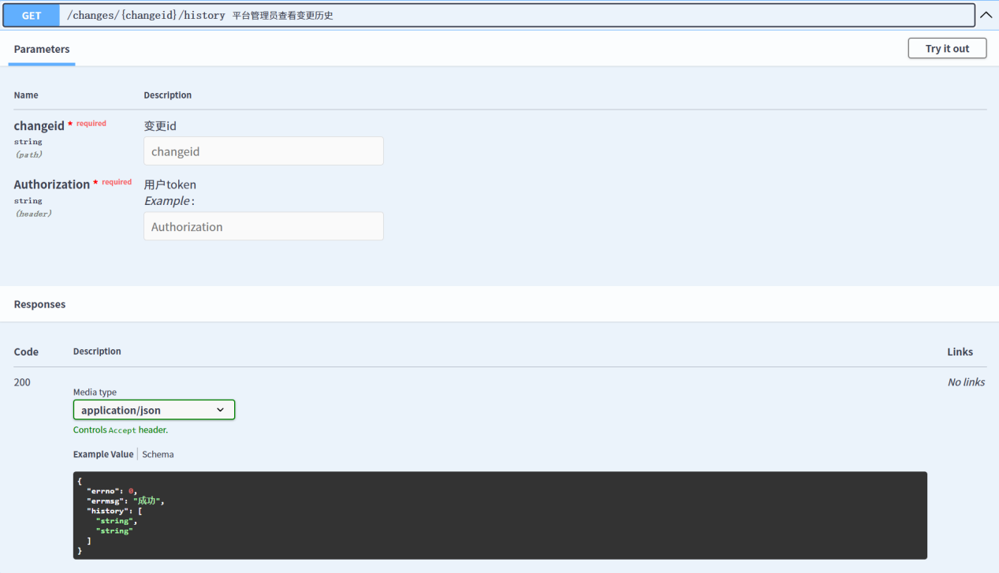 GET /changes/{changeid}/history 平台管理员查看变更历史
Parameters
Try it out
Name Description
changeid * required 变更id
string
(path)
changeid
Authorization * required 用户token
string Example :
(header)
Authorization
Responses
Code Description Links
200 No links
Media type
application/json
Controls Accept header.
Example Value Schema
{
"errno": 0,
"errmsg": "成功",
"history": [
"string",
"string"
]
}